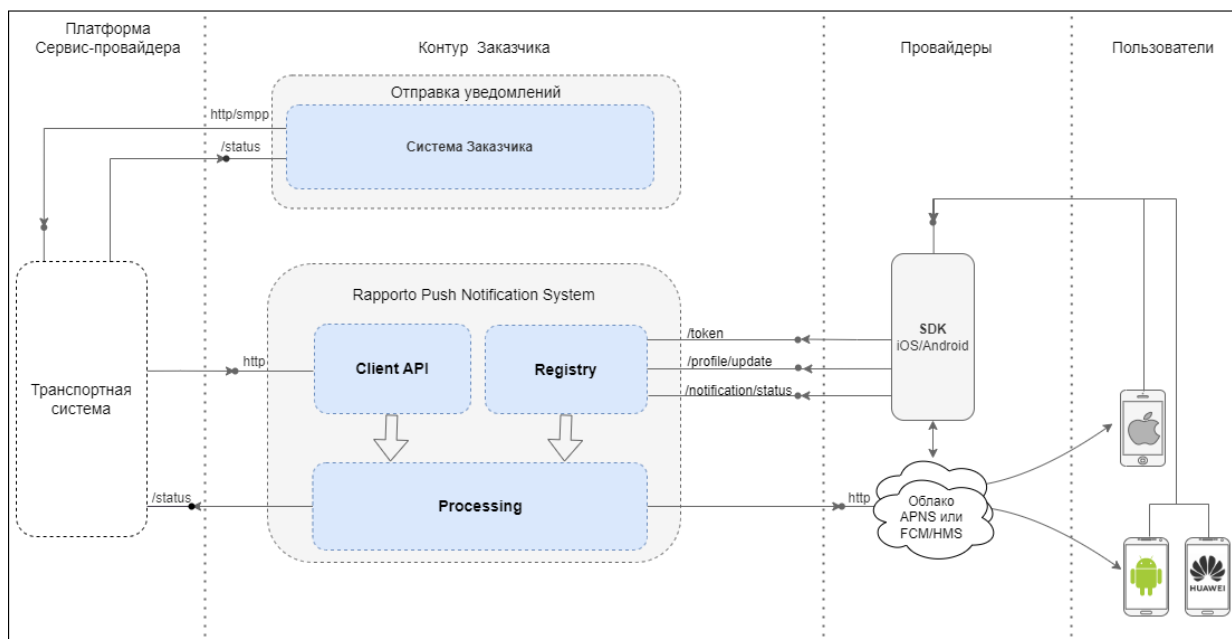 Платформа
Сервис-провайдера
Контур Заказчика
Провайдеры
Пользователи
Отправка уведомлений
http/smpp
/status
Система Заказчика
Rapporto Push Notification System
Транспортная
система
http
Client API
Registry
/token
/profile/update
/notification/status
SDK
iOS/Android
/status
Processing
http
Облако
APNS или
FCM/HMS
HUAWEI